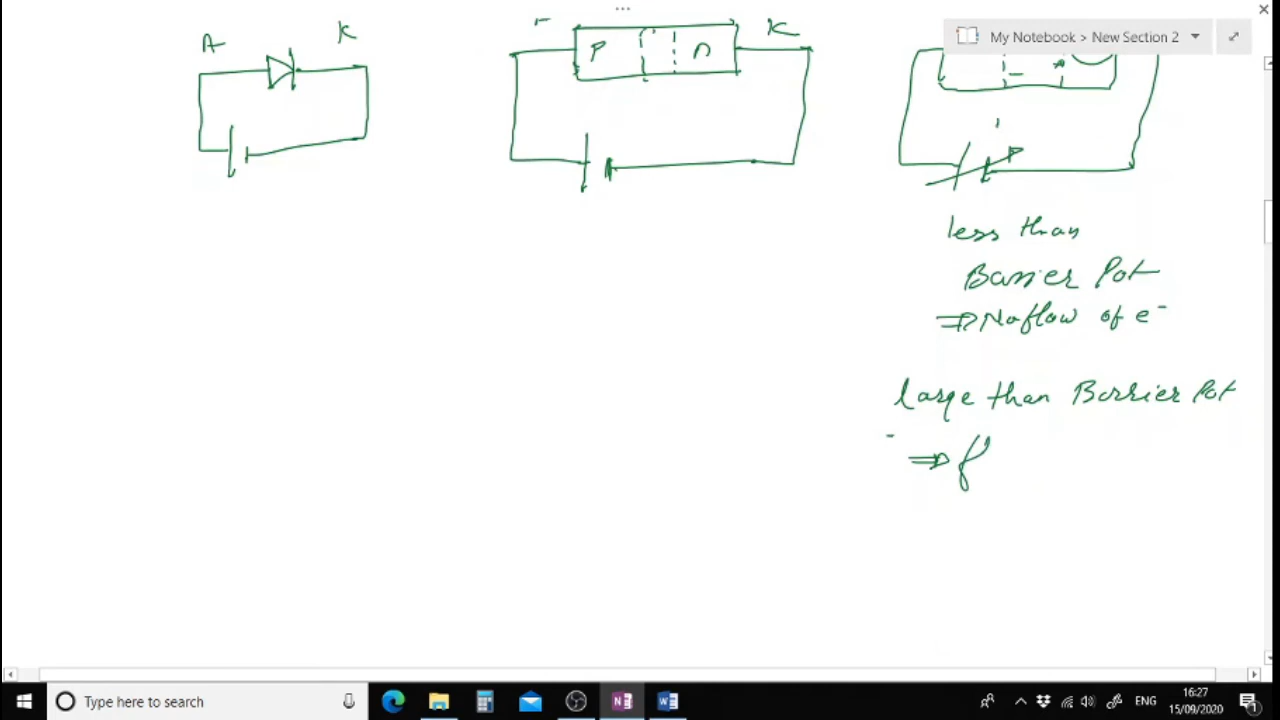 My Notebook > New Section 2
A K
K
P n
less than
Barrier Pot
⇒ No flow of e⁻
large than Barrier Pot
⇒ f
Type here to search
ENG
16:27
15/09/2020
1